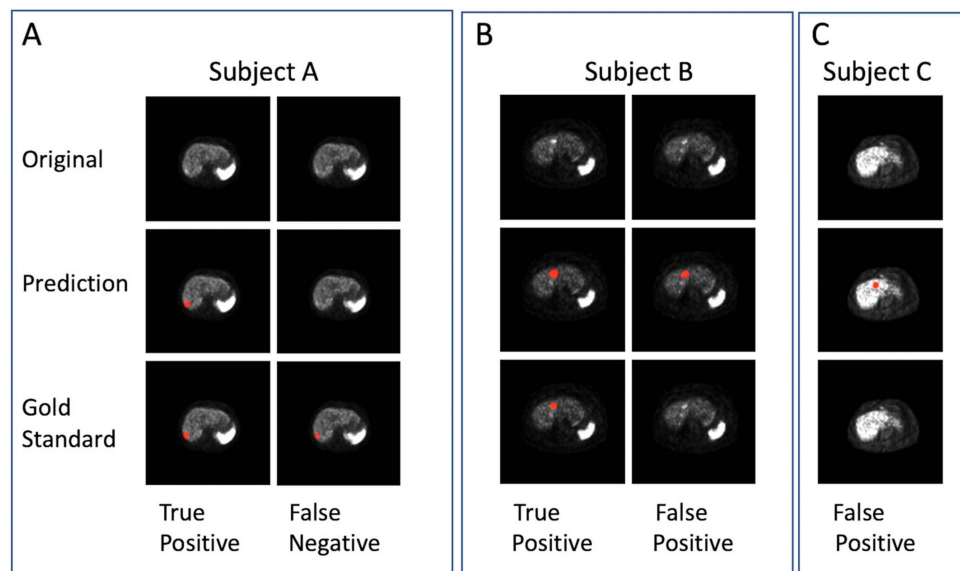 A
Subject A
B
Subject B
C
Subject C
Original
Prediction
Gold
Standard
True
Positive
False
Negative
True
Positive
False
Positive
False
Positive